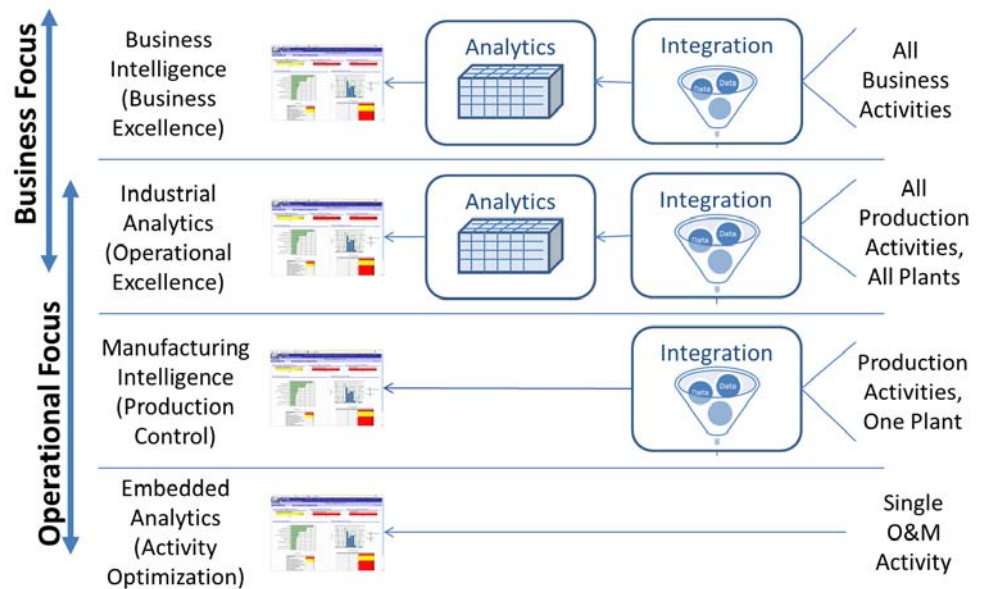 Business Focus
Operational Focus
Business
Intelligence
(Business
Excellence)
Analytics
Integration
Data
Data
All
Business
Activities
Industrial
Analytics
(Operational
Excellence)
Analytics
Integration
Data
Data
All
Production
Activities,
All Plants
Manufacturing
Intelligence
(Production
Control)
Integration
Data
Data
Production
Activities,
One Plant
Embedded
Analytics
(Activity
Optimization)
Single
O&M
Activity